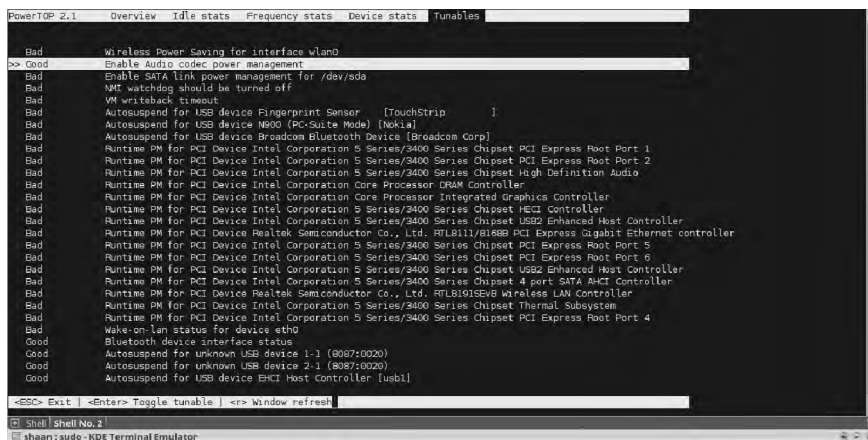 PowerTOP 2.1 Overview Idle stats Frequency stats Device stats Tunables
Bad Wireless Power Saving for interface wlan0
>> Good Enable Audio codec power management
Bad Enable SATA link power management for /dev/sda
Bad NMI watchdog should be turned off
Bad VM writeback timeout
Bad Autosuspend for USB device Fingerprint Sensor [TouchStrip ]
Bad Autosuspend for USB device N900 (PC-Suite Mode) [Nokia]
Bad Autosuspend for USB device Broadcom Bluetooth Device [Broadcom Corp]
Bad Runtime PM for PCI Device Intel Corporation 5 Series/3400 Series Chipset PCI Express Root Port 1
Bad Runtime PM for PCI Device Intel Corporation 5 Series/3400 Series Chipset PCI Express Root Port 2
Bad Runtime PM for PCI Device Intel Corporation 5 Series/3400 Series Chipset High Definition Audio
Bad Runtime PM for PCI Device Intel Corporation Core Processor DRAM Controller
Bad Runtime PM for PCI Device Intel Corporation Core Processor Integrated Graphics Controller
Bad Runtime PM for PCI Device Intel Corporation 5 Series/3400 Series Chipset HECI Controller
Bad Runtime PM for PCI Device Intel Corporation 5 Series/3400 Series Chipset USB2 Enhanced Host Controller
Bad Runtime PM for PCI Device Realtek Semiconductor Co., Ltd. RTL8111/8168B PCI Express Gigabit Ethernet controller
Bad Runtime PM for PCI Device Intel Corporation 5 Series/3400 Series Chipset PCI Express Root Port 5
Bad Runtime PM for PCI Device Intel Corporation 5 Series/3400 Series Chipset PCI Express Root Port 6
Bad Runtime PM for PCI Device Intel Corporation 5 Series/3400 Series Chipset USB2 Enhanced Host Controller
Bad Runtime PM for PCI Device Intel Corporation 5 Series/3400 Series Chipset 4 port SATA AHCI Controller
Bad Runtime PM for PCI Device Realtek Semiconductor Co., Ltd. RTL8191SEvB Wireless LAN Controller
Bad Runtime PM for PCI Device Intel Corporation 5 Series/3400 Series Chipset Thermal Subsystem
Bad Runtime PM for PCI Device Intel Corporation 5 Series/3400 Series Chipset PCI Express Root Port 4
Bad Wake-on-lan status for device eth0
Good Bluetooth device interface status
Good Autosuspend for unknown USB device 1-1 (8087:0020)
Good Autosuspend for unknown USB device 2-1 (8087:0020)
Good Autosuspend for USB device EHCI Host Controller [usb1]
<ESC> Exit | <Enter> Toggle tunable | <r> Window refresh
Shell Shell No. 2
shaan : sudo - KDE Terminal Emulator